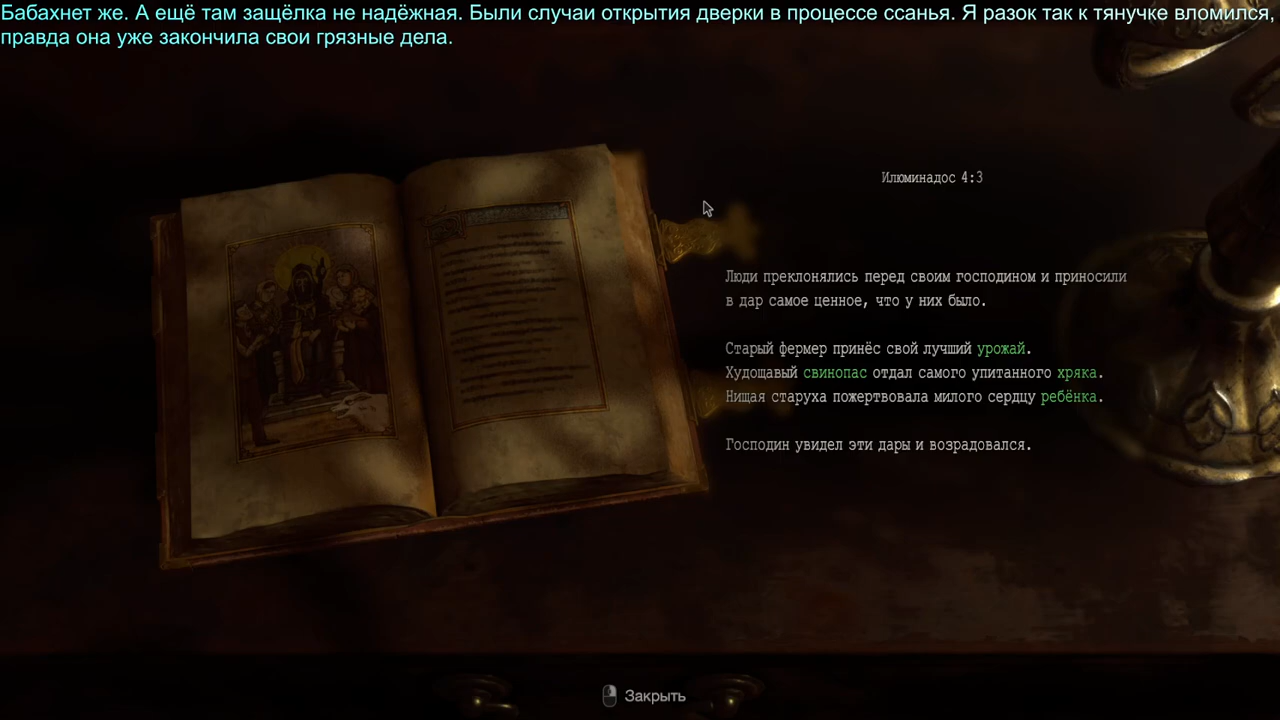 Бабахнет же. А ещё там защёлка не надёжная. Были случаи открытия дверки в процессе ссанья. Я разок так к тянучке вломился,
правда она уже закончила свои грязные дела.
Илюминадос 4:3
Люди преклонялись перед своим господином и приносили
в дар самое ценное, что у них было.
Старый фермер принёс свой лучший урожай.
Худощавый свинопас отдал самого упитанного хряка.
Нищая старуха пожертвовала милого сердцу ребёнка.
Господин увидел эти дары и возрадовался.
Закрыть